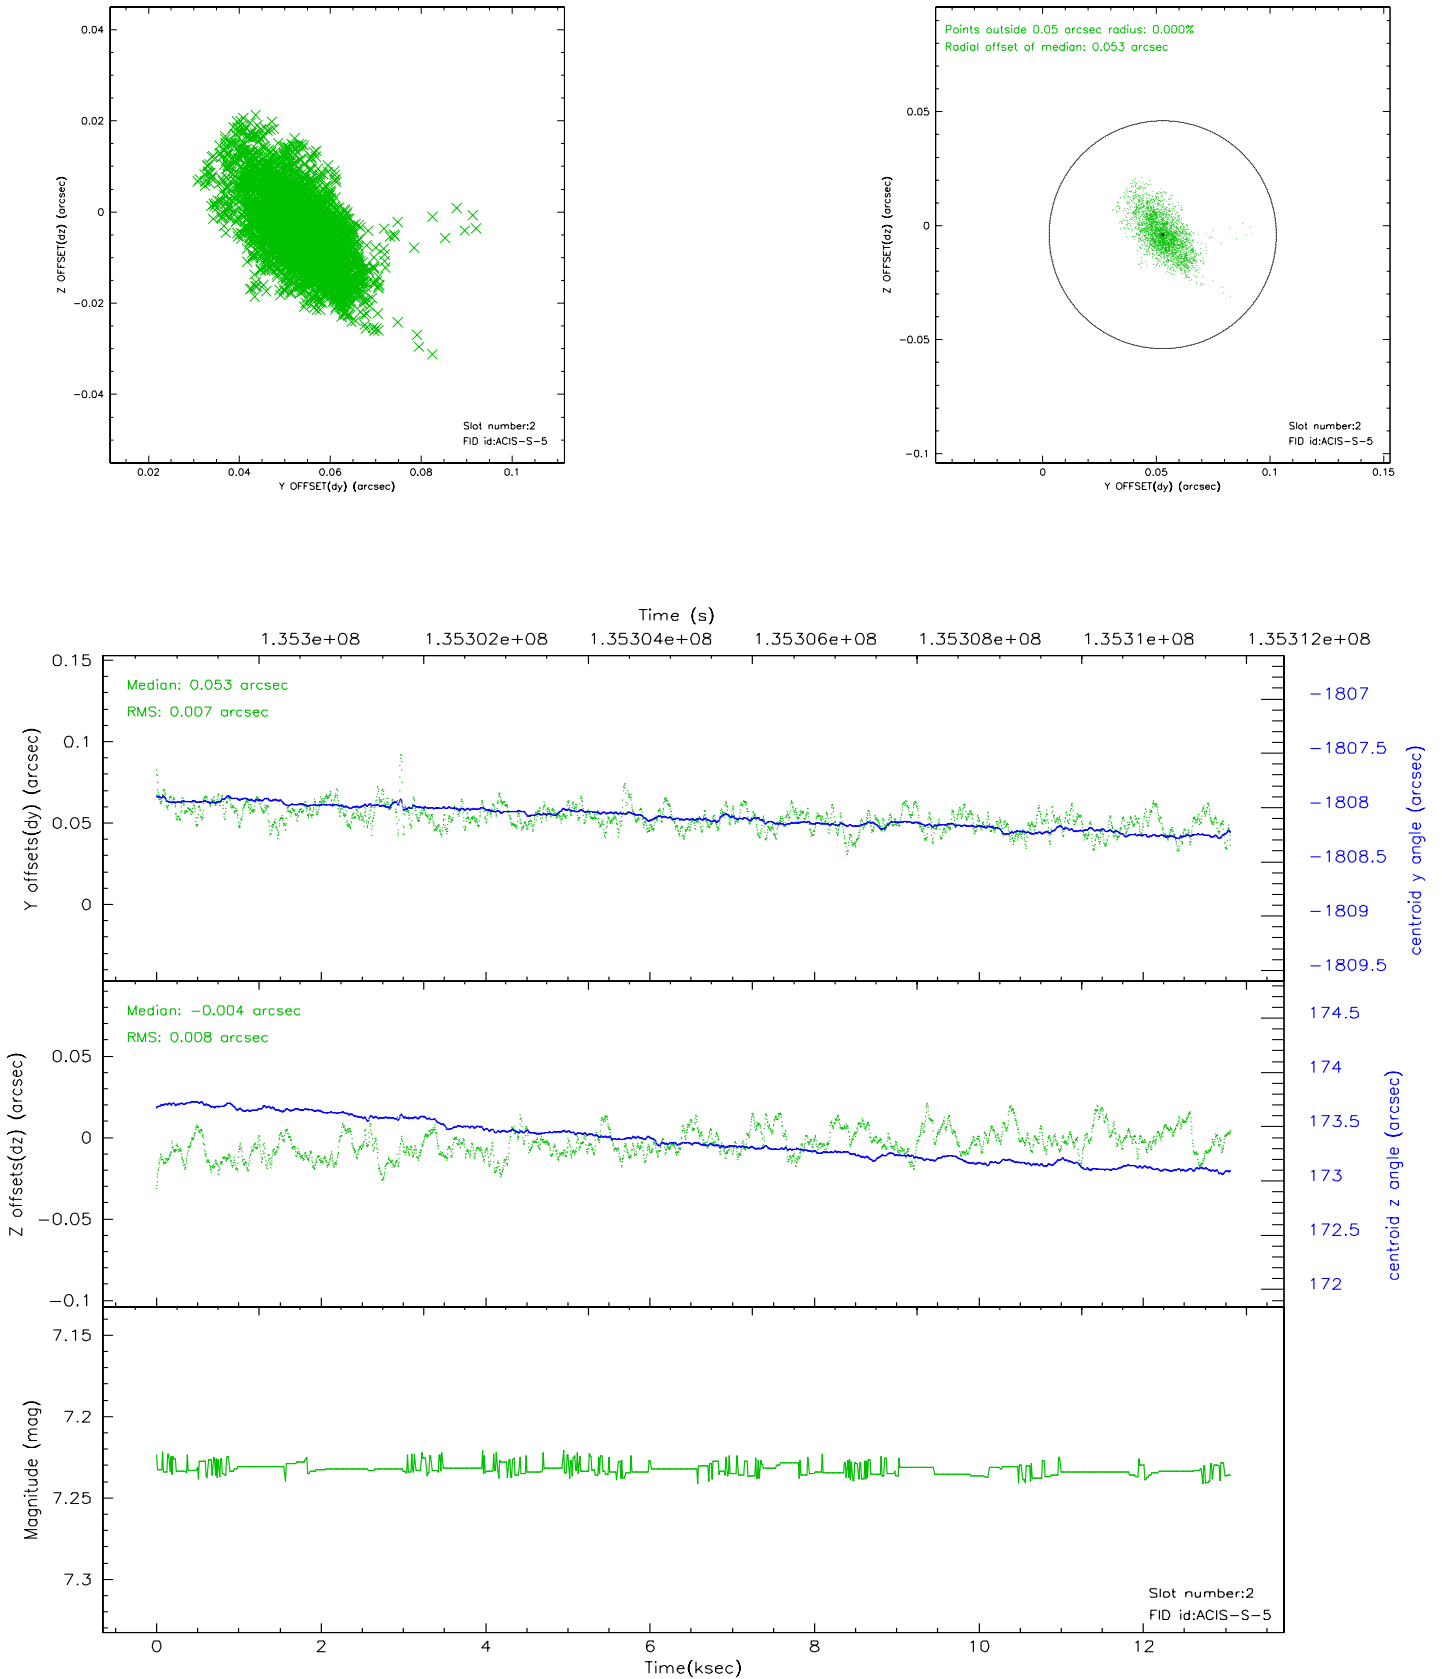 0.04
0.02
0
−0.02
−0.04
Z OFFSET(dz) (arcsec)
Slot number:2
FID id:ACIS−S−5
0.02 0.04 0.06 0.08 0.1
Y OFFSET(dy) (arcsec)
Points outside 0.05 arcsec radius: 0.000%
Radial offset of median: 0.053 arcsec
0.05
0
−0.05
−0.1
Z OFFSET(dz) (arcsec)
Slot number:2
FID id:ACIS−S−5
0 0.05 0.1 0.15
Y OFFSET(dy) (arcsec)
Time (s)
1.353e+08 1.35302e+08 1.35304e+08 1.35306e+08 1.35308e+08 1.3531e+08 1.35312e+08
Median: 0.053 arcsec
RMS: 0.007 arcsec
0.15
0.1
0.05
0
Y offsets(dy) (arcsec)
−1807
−1807.5
−1808
−1808.5
−1809
−1809.5
centroid y angle (arcsec)
Median: −0.004 arcsec
RMS: 0.008 arcsec
0.05
0
−0.05
−0.1
Z offsets(dz) (arcsec)
174.5
174
173.5
173
172.5
172
centroid z angle (arcsec)
7.15
7.2
7.25
7.3
Magnitude (mag)
Slot number:2
FID id:ACIS−S−5
0 2 4 6 8 10 12
Time(ksec)